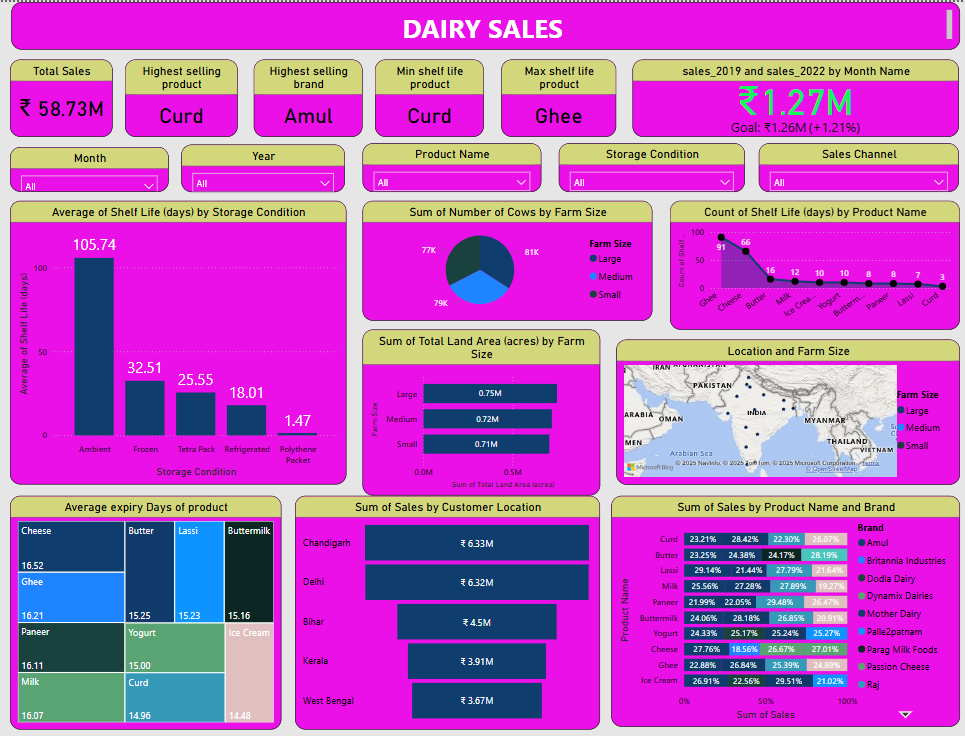 DAIRY SALES
Total Sales
₹ 58.73M
Highest selling
product
Curd
Highest selling
brand
Amul
Min shelf life
product
Curd
Max shelf life
product
Ghee
sales_2019 and sales_2022 by Month Name
₹1.27M
Goal: ₹1.26M (+1.21%)
Month
All
Year
All
Product Name
All
Storage Condition
All
Sales Channel
All
Average of Shelf Life (days) by Storage Condition
Average of Shelf Life (days)
100
50
0
105.74
32.51
25.55
18.01
1.47
Ambient
Frozen
Tetra Pack
Refrigerated
Polythene
Packet
Storage Condition
Sum of Number of Cows by Farm Size
77K
81K
79K
Farm Size
Large
Medium
Small
Count of Shelf Life (days) by Product Name
Count of Shelf ...
100
50
0
91
66
16
12
10
10
8
8
7
3
Ghee
Cheese
Butter
Milk
Ice Crea...
Yogurt
Butterm...
Paneer
Lassi
Curd
Sum of Total Land Area (acres) by Farm
Size
Farm Size
Large
0.75M
Medium
0.72M
Small
0.71M
0.0M
0.5M
Sum of Total Land Area (acres)
Location and Farm Size
IRAN
PAKISTAN
ARABIA
OMAN
INDIA
MYANMAR
THAILAND
VIETNAM
MEN
Arabian Sea
Microsoft Bing
© 2025 NavInfo, © 2025 TomTom, © 2025 Microsoft Corporation, Terms
© OpenStreetMap
Farm Size
Large
Medium
Small
Average expiry Days of product
Cheese
16.52
Ghee
16.21
Paneer
16.11
Milk
16.07
Butter
15.25
Lassi
15.23
Buttermilk
15.16
Yogurt
15.00
Curd
14.96
Ice Cream
14.48
Sum of Sales by Customer Location
Chandigarh
₹ 6.33M
Delhi
₹ 6.32M
Bihar
₹ 4.5M
Kerala
₹ 3.91M
West Bengal
₹ 3.67M
Sum of Sales by Product Name and Brand
Product Name
Curd 23.21% 28.42% 22.30% 26.07%
Butter 23.25% 24.38% 24.17% 28.19%
Lassi 29.14% 21.44% 27.79% 21.64%
Milk 25.56% 27.28% 27.89% 19.27%
Paneer 21.99% 22.05% 29.48% 26.47%
Buttermilk 24.06% 28.18% 26.85% 20.91%
Yogurt 24.33% 25.17% 25.24% 25.27%
Cheese 27.76% 18.56% 26.67% 27.01%
Ghee 22.88% 26.84% 25.39% 24.89%
Ice Cream 26.91% 22.56% 29.51% 21.02%
0%
50%
100%
Sum of Sales
Brand
Amul
Britannia Industries
Dodla Dairy
Dynamix Dairies
Mother Dairy
Palle2patnam
Parag Milk Foods
Passion Cheese
Raj